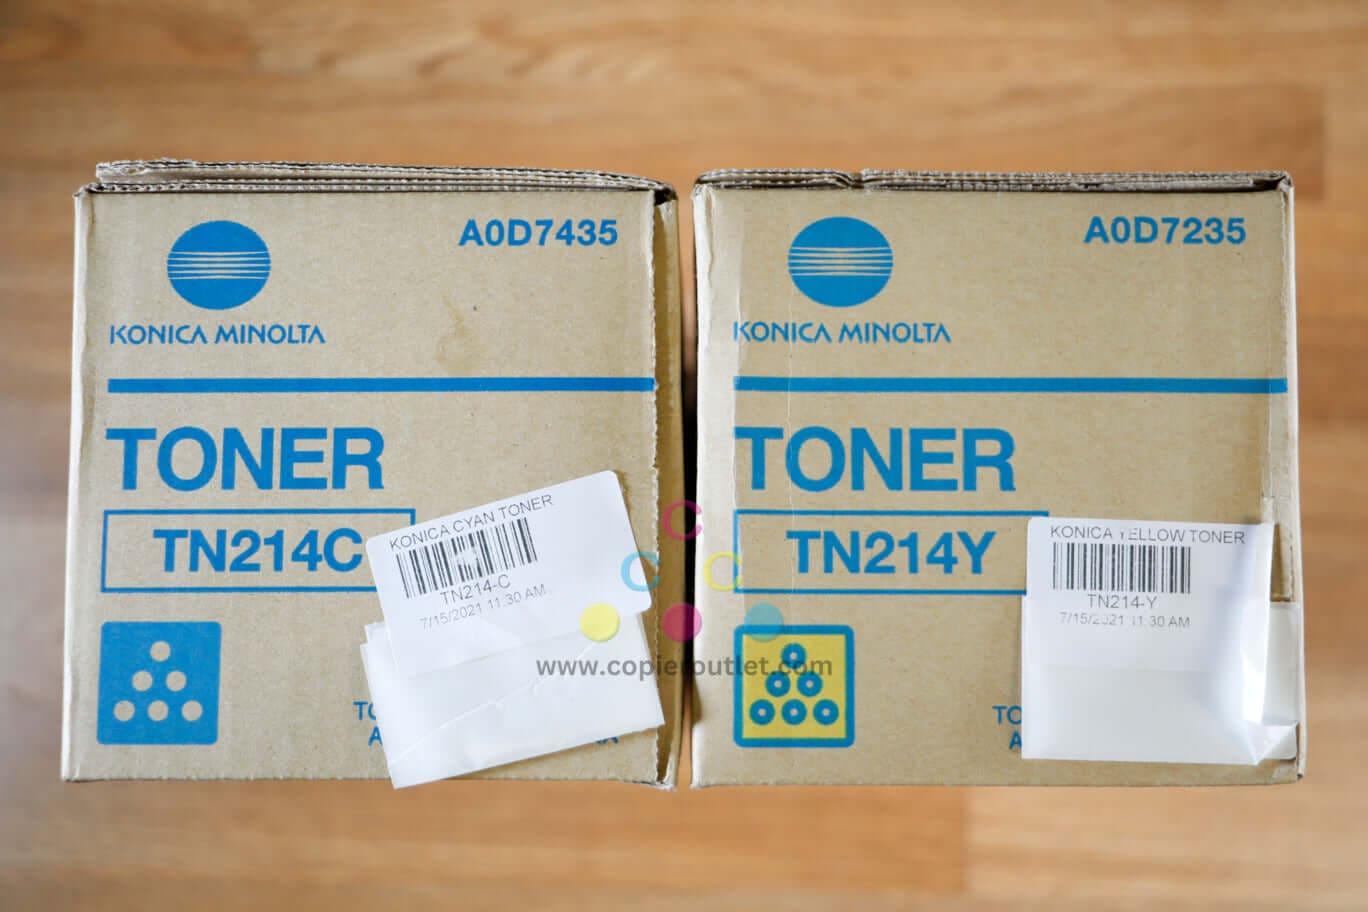 A0D7435
KONICA MINOLTA
TONER
TN214C
KONICA CYAN TONER
TN214-C
7/15/2021 11:30 AM
A0D7235
KONICA MINOLTA
TONER
TN214Y
KONICA YELLOW TONER
TN214-Y
7/15/2021 11:30 AM
www.copieroutlet.com